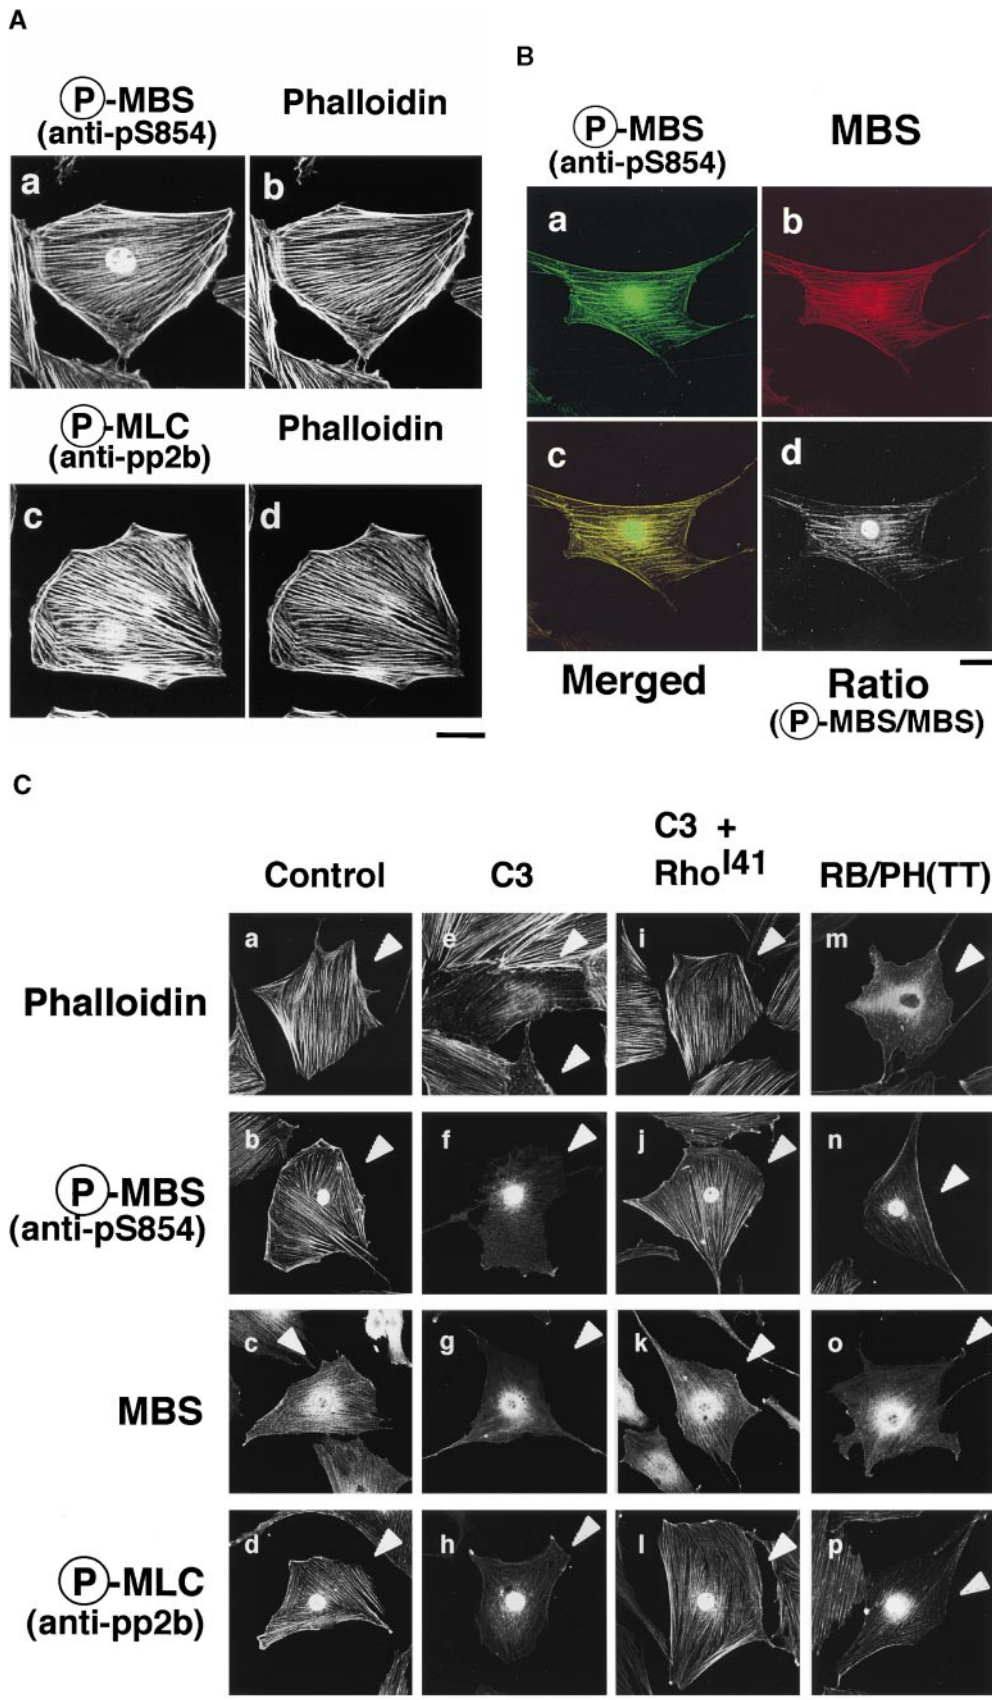 A
Ⓟ-MBS
(anti-pS854)
Phalloidin
a
b
Ⓟ-MLC
(anti-pp2b)
Phalloidin
c
d
B
Ⓟ-MBS
(anti-pS854)
MBS
a
b
c
d
Merged
Ratio
(Ⓟ-MBS/MBS)
C
Control
C3
C3 +
Rho^I41
RB/PH(TT)
Phalloidin
a
e
i
m
Ⓟ-MBS
(anti-pS854)
b
f
j
n
MBS
c
g
k
o
Ⓟ-MLC
(anti-pp2b)
d
h
l
p